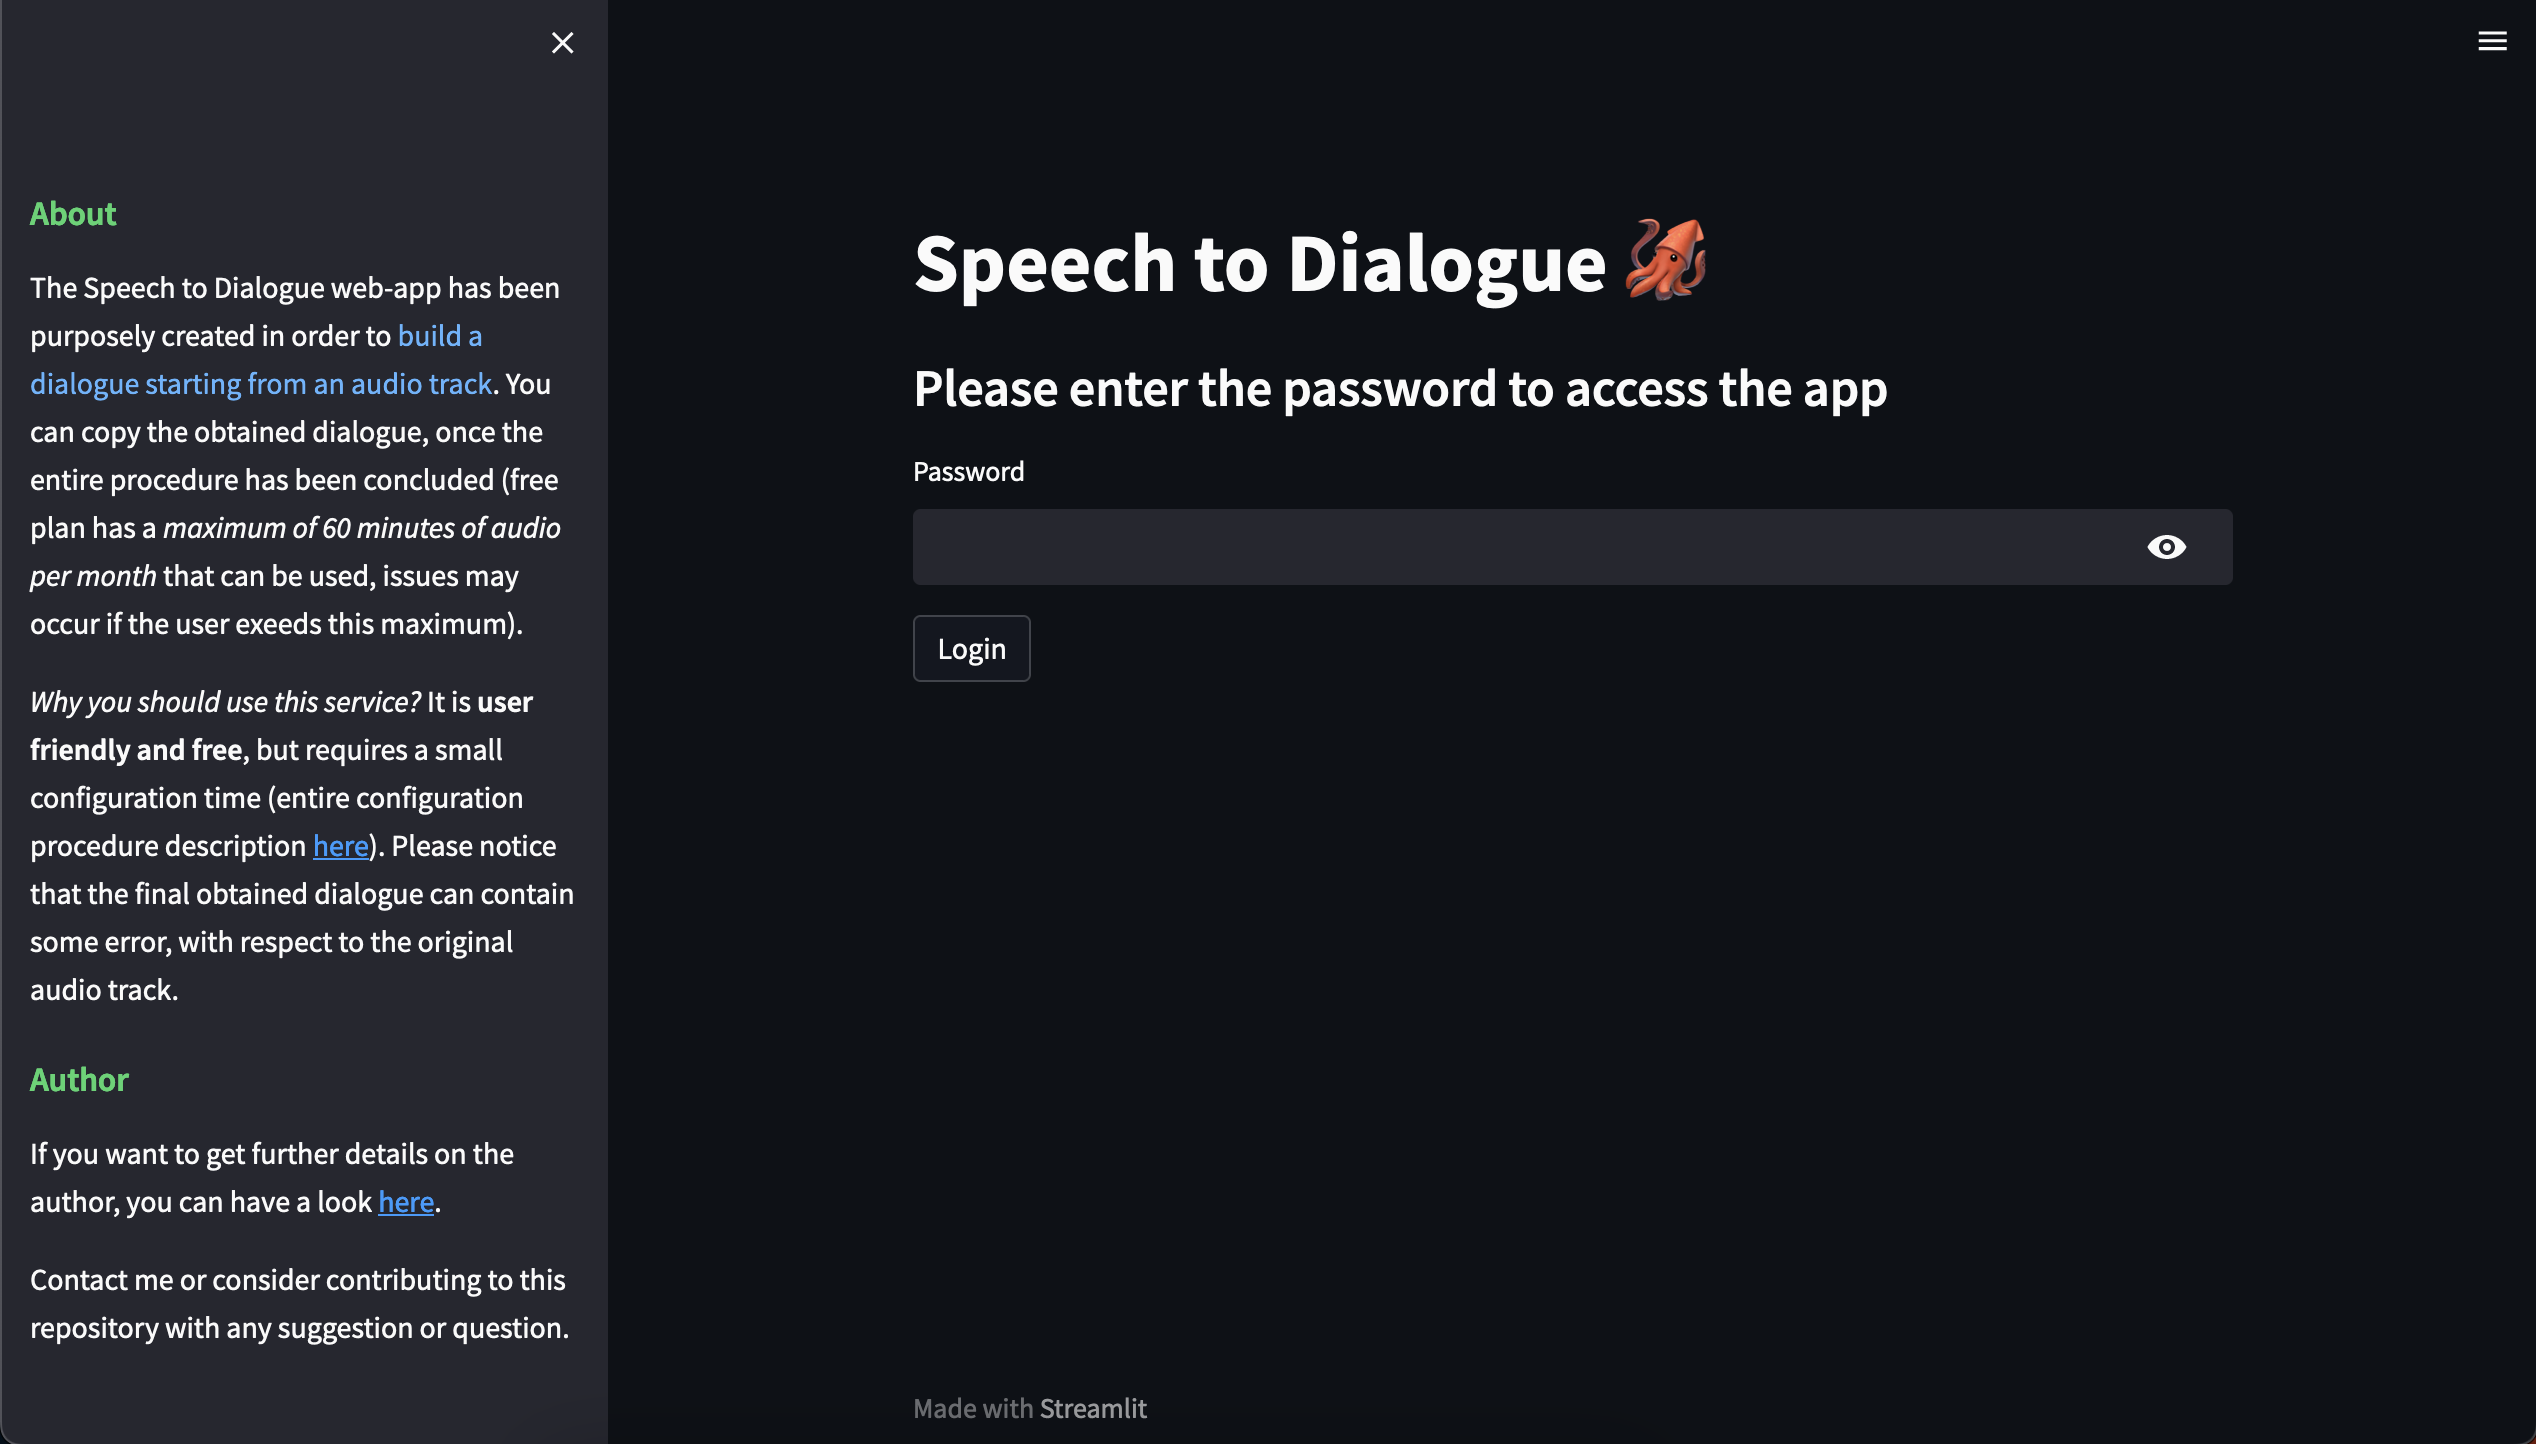 About
The Speech to Dialogue web-app has been
purposely created in order to build a
dialogue starting from an audio track. You
can copy the obtained dialogue, once the
entire procedure has been concluded (free
plan has a maximum of 60 minutes of audio
per month that can be used, issues may
occur if the user exeeds this maximum).
Why you should use this service? It is user
friendly and free, but requires a small
configuration time (entire configuration
procedure description here). Please notice
that the final obtained dialogue can contain
some error, with respect to the original
audio track.
Author
If you want to get further details on the
author, you can have a look here.
Contact me or consider contributing to this
repository with any suggestion or question.
Speech to Dialogue
Please enter the password to access the app
Password
Login
Made with Streamlit